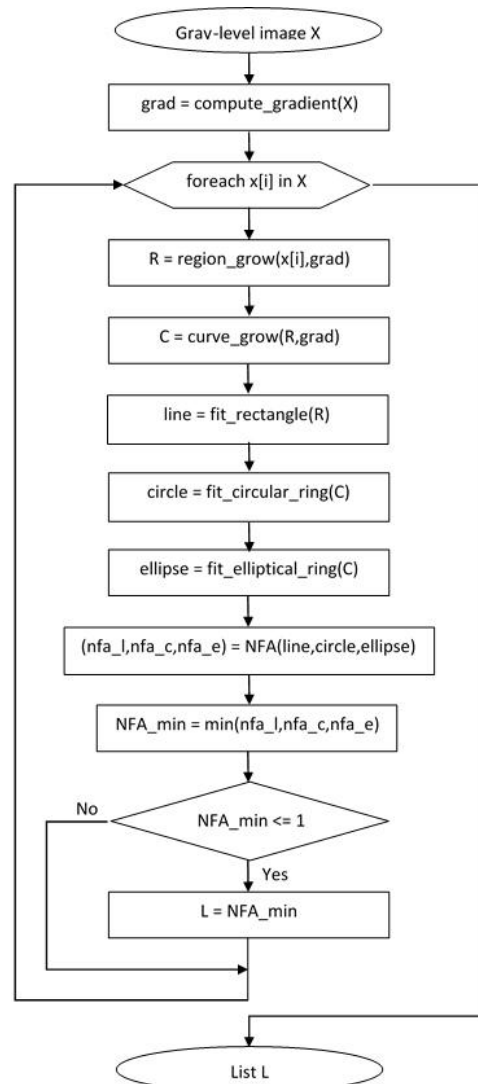 Gray-level image X
grad = compute_gradient(X)
foreach x[i] in X
R = region_grow(x[i],grad)
C = curve_grow(R,grad)
line = fit_rectangle(R)
circle = fit_circular_ring(C)
ellipse = fit_elliptical_ring(C)
(nfa_l,nfa_c,nfa_e) = NFA(line,circle,ellipse)
NFA_min = min(nfa_l,nfa_c,nfa_e)
No
NFA_min <= 1
Yes
L = NFA_min
List L